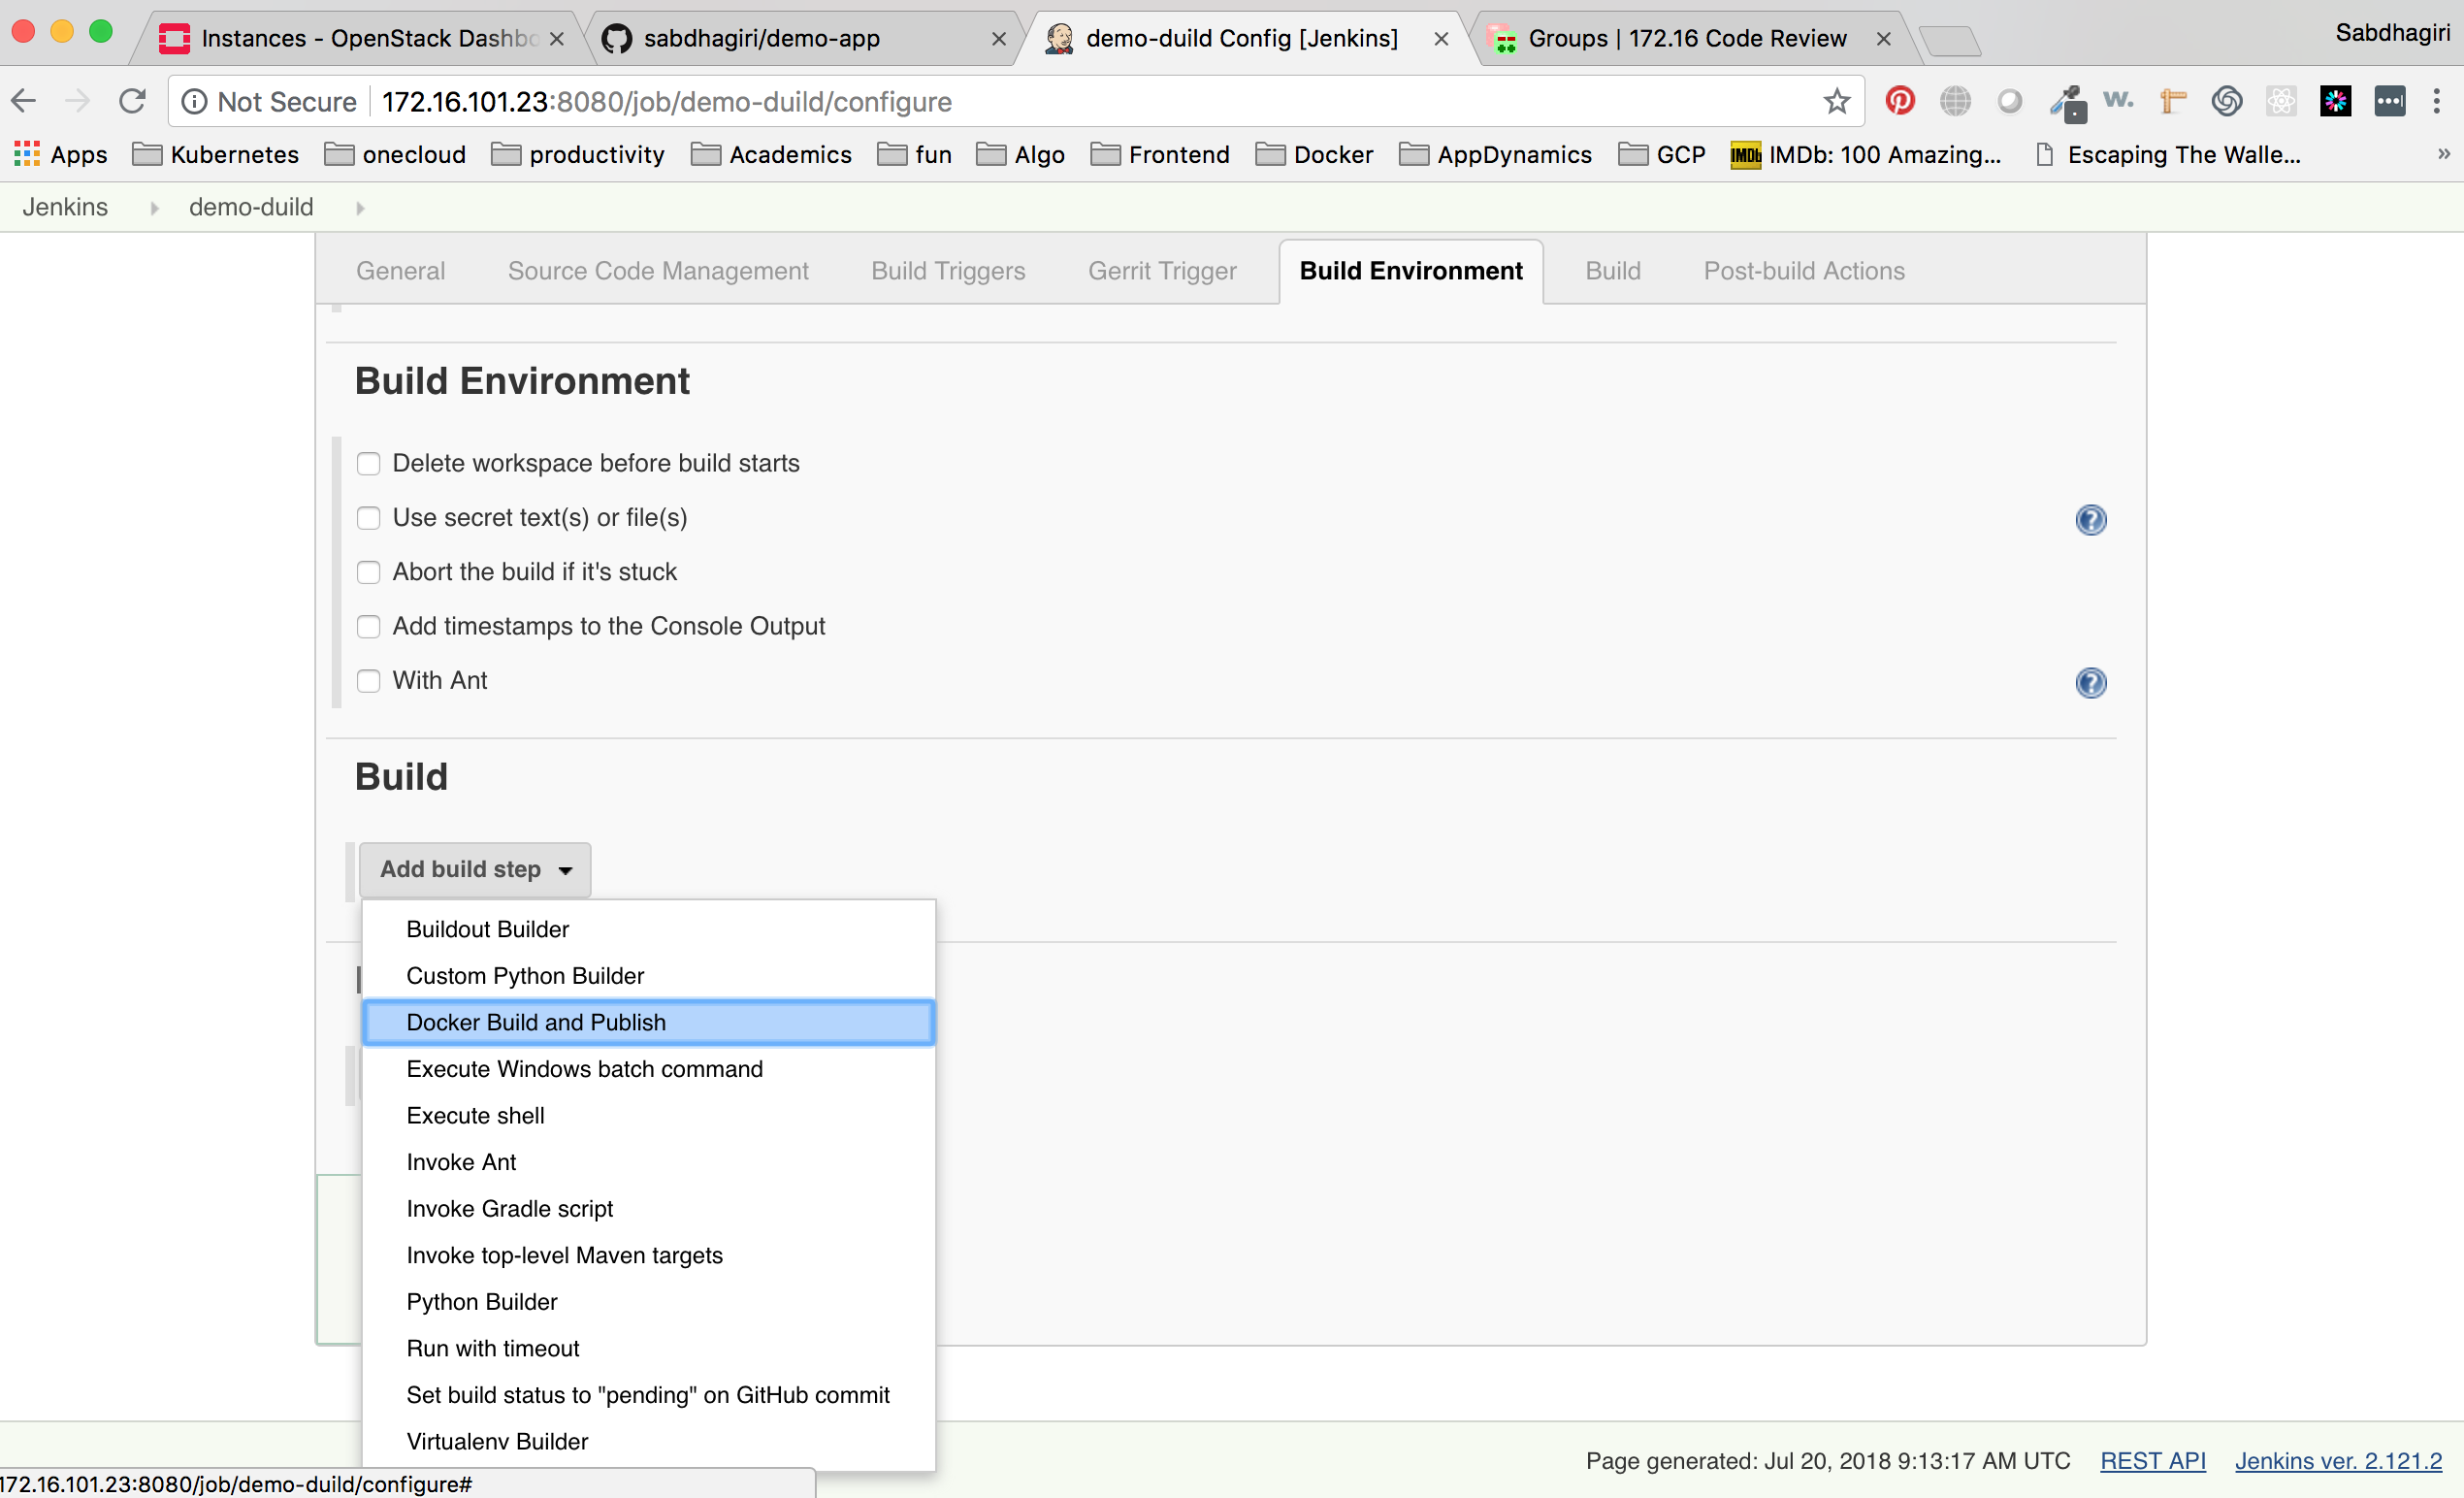 Instances - OpenStack Dashbo
sabdhagiri/demo-app
demo-duild Config [Jenkins]
Groups | 172.16 Code Review
Sabdhagiri
Not Secure
172.16.101.23:8080/job/demo-duild/configure
w.
Apps
Kubernetes
onecloud
productivity
Academics
fun
Algo
Frontend
Docker
AppDynamics
GCP
IMDb
IMDb: 100 Amazing...
Escaping The Walle...
»
Jenkins
demo-duild
General
Source Code Management
Build Triggers
Gerrit Trigger
Build Environment
Build
Post-build Actions
Build Environment
Delete workspace before build starts
Use secret text(s) or file(s)
?
Abort the build if it's stuck
Add timestamps to the Console Output
With Ant
?
Build
Add build step
Buildout Builder
Custom Python Builder
Docker Build and Publish
Execute Windows batch command
Execute shell
Invoke Ant
Invoke Gradle script
Invoke top-level Maven targets
Python Builder
Run with timeout
Set build status to "pending" on GitHub commit
Virtualenv Builder
Page generated: Jul 20, 2018 9:13:17 AM UTC
REST API
Jenkins ver. 2.121.2
172.16.101.23:8080/job/demo-duild/configure#